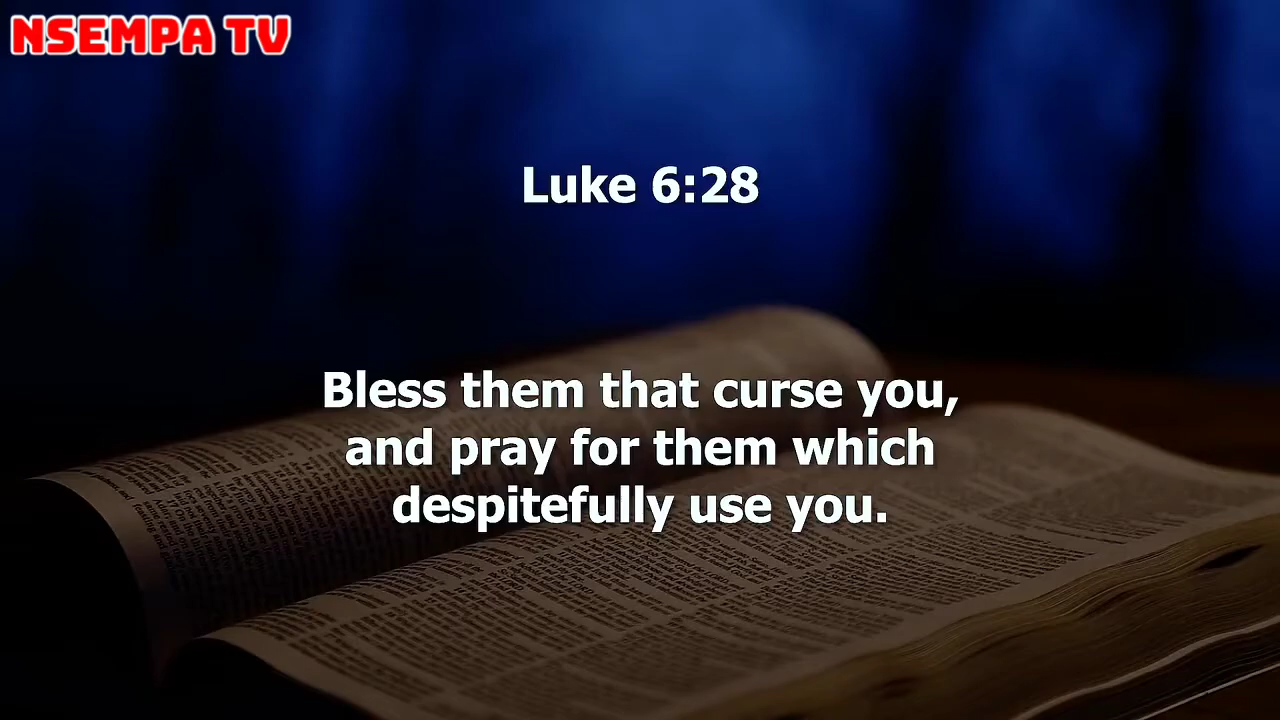 NSEMPA TV
Luke 6:28
Bless them that curse you,
and pray for them which
despitefully use you.